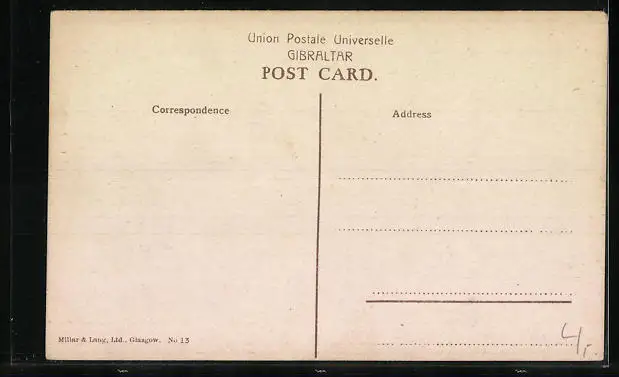 Union Postale Universelle
GIBRALTAR
POST CARD.
Correspondence
Address
Millar & Lang, Ltd., Glasgow. No 13